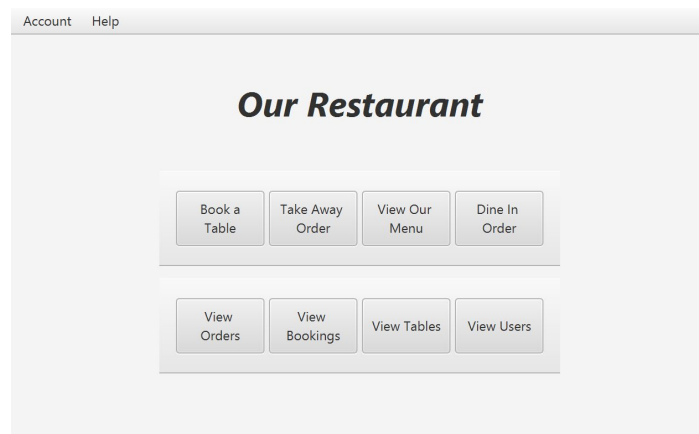 Account Help
Our Restaurant
Book a Table
Take Away Order
View Our Menu
Dine In Order
View Orders
View Bookings
View Tables
View Users